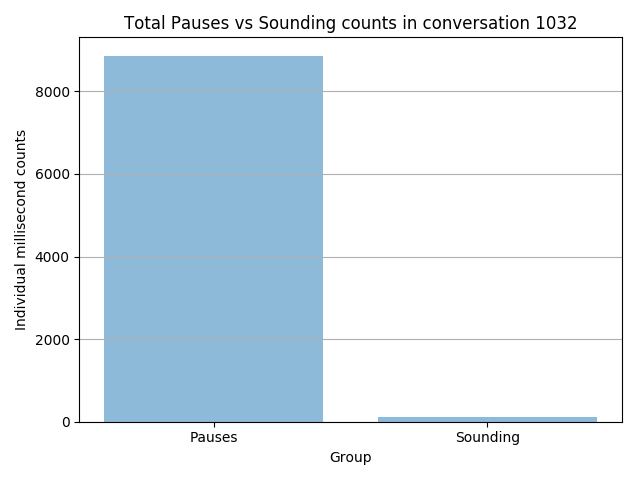 Total Pauses vs Sounding counts in conversation 1032
Individual millisecond counts
8000
6000
4000
2000
0
Pauses
Sounding
Group